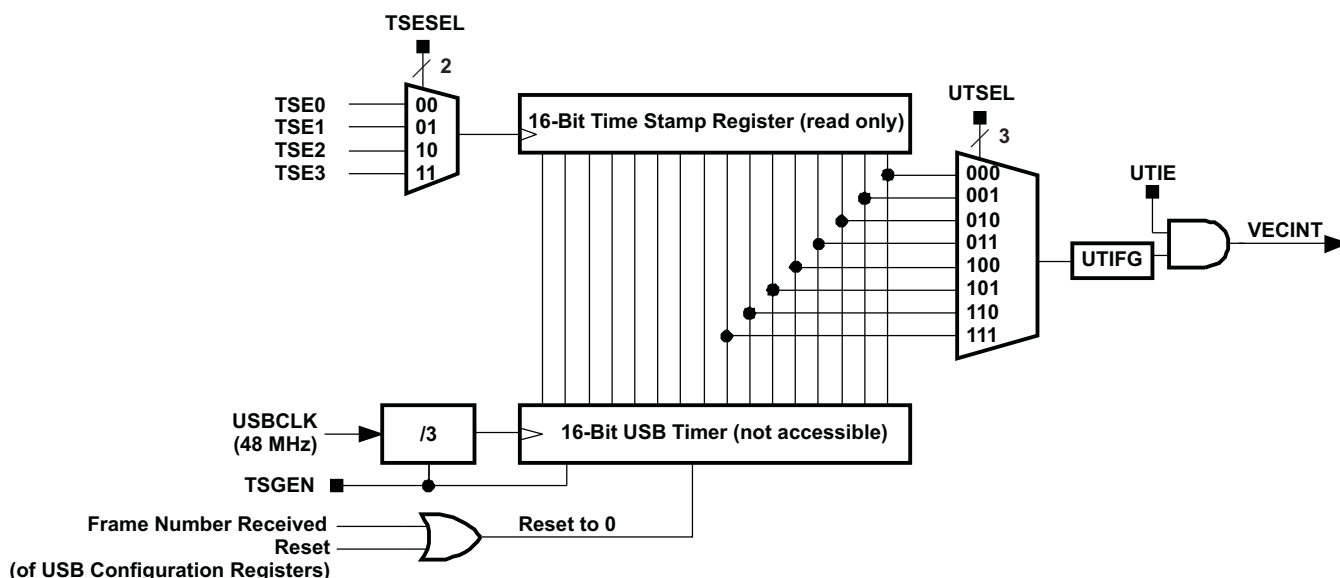 TSESEL
2
TSE0
TSE1
TSE2
TSE3
00
01
10
11
16-Bit Time Stamp Register (read only)
UTSEL
3
000
001
010
011
100
101
110
111
UTIE
UTIFG
VECINT
USBCLK
(48 MHz)
/3
16-Bit USB Timer (not accessible)
TSGEN
Frame Number Received
Reset
(of USB Configuration Registers)
Reset to 0